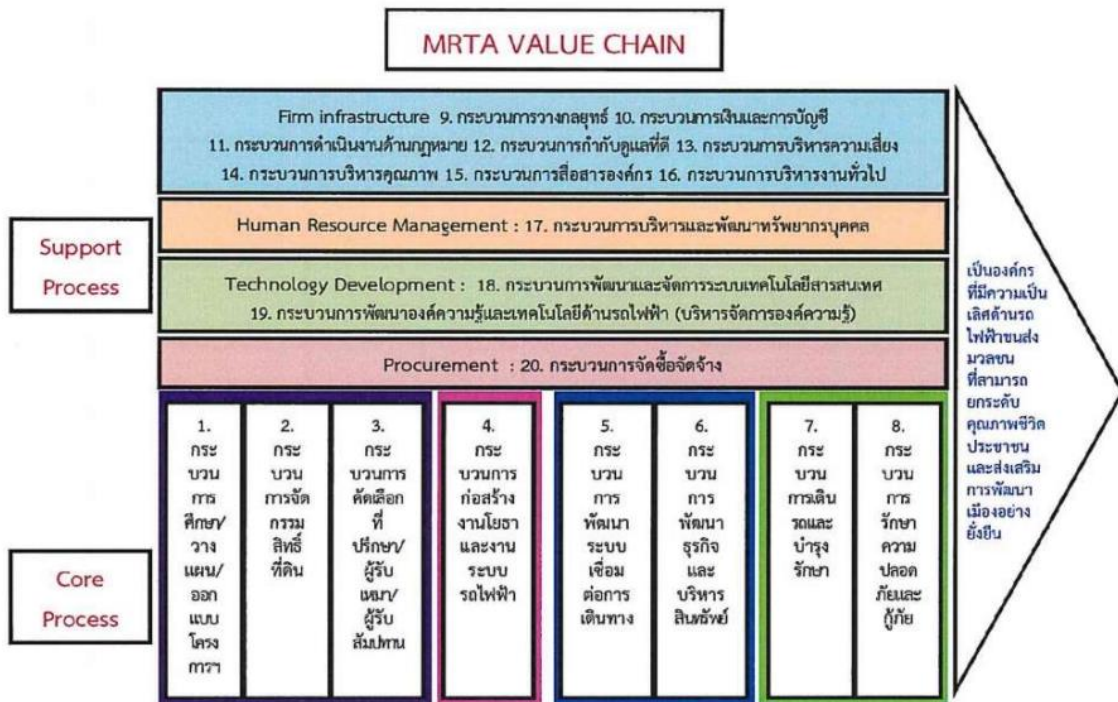 MRTA VALUE CHAIN
Firm infrastructure 9. กระบวนการวางกลยุทธ์ 10. กระบวนการเงินและการบัญชี
11. กระบวนการดำเนินงานด้านกฎหมาย 12. กระบวนการกำกับดูแลที่ดี 13. กระบวนการบริหารความเสี่ยง
14. กระบวนการบริหารคุณภาพ 15. กระบวนการสื่อสารองค์กร 16. กระบวนการบริหารงานทั่วไป
Support
Process
Human Resource Management : 17. กระบวนการบริหารและพัฒนาทรัพยากรบุคคล
Technology Development : 18. กระบวนการพัฒนาและจัดการระบบเทคโนโลยีสารสนเทศ
19. กระบวนการพัฒนาองค์ความรู้และเทคโนโลยีด้านรถไฟฟ้า (บริหารจัดการองค์ความรู้)
Procurement : 20. กระบวนการจัดซื้อจัดจ้าง
Core
Process
1.
กระ
บวน
การ
ศึกษา/
วาง
แผน/
ออก
แบบ
โครง
การฯ
2.
กระ
บวน
การจัด
กรรม
สิทธิ์
ที่ดิน
3.
กระ
บวนการ
คัดเลือก
ที่
ปรึกษา/
ผู้รับ
เหมา/
ผู้รับ
สัมปทาน
4.
กระ
บวนการ
ก่อสร้าง
งานโยธา
และงาน
ระบบ
รถไฟฟ้า
5.
กระ
บวน
การ
พัฒนา
ระบบ
เชื่อม
ต่อการ
เดินทาง
6.
กระ
บวน
การ
พัฒนา
ธุรกิจ
และ
บริหาร
สินทรัพย์
7.
กระ
บวน
การเดิน
รถและ
บำรุง
รักษา
8.
กระ
บวน
การ
รักษา
ความ
ปลอด
ภัยและ
กู้ภัย
เป็นองค์กร
ที่มีความเป็น
เลิศด้านรถ
ไฟฟ้าขนส่ง
มวลชน
ที่สามารถ
ยกระดับ
คุณภาพชีวิต
ประชาชน
และส่งเสริม
การพัฒนา
เมืองอย่าง
ยั่งยืน